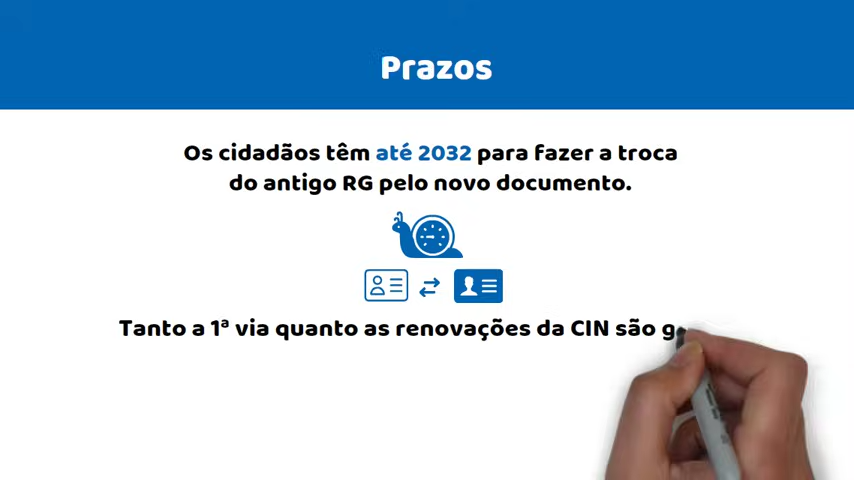 Prazos
Os cidadãos têm até 2032 para fazer a troca
do antigo RG pelo novo documento.
Tanto a 1ª via quanto as renovações da CIN são g